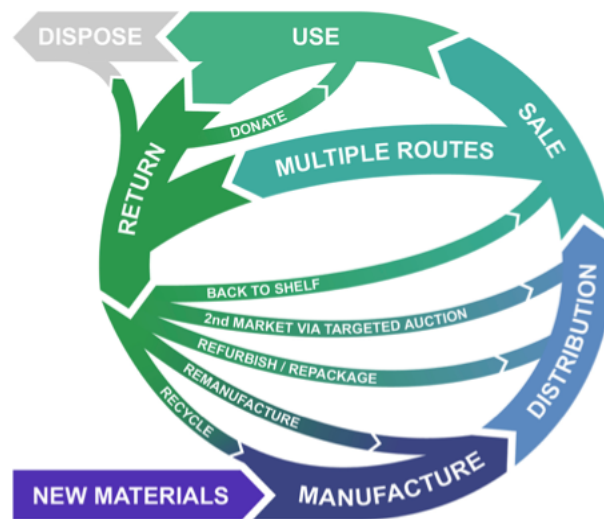 DISPOSE
USE
SALE
DONATE
MULTIPLE ROUTES
RETURN
BACK TO SHELF
2nd MARKET VIA TARGETED AUCTION
REFURBISH / REPACKAGE
REMANUFACTURE
RECYCLE
DISTRIBUTION
NEW MATERIALS
MANUFACTURE